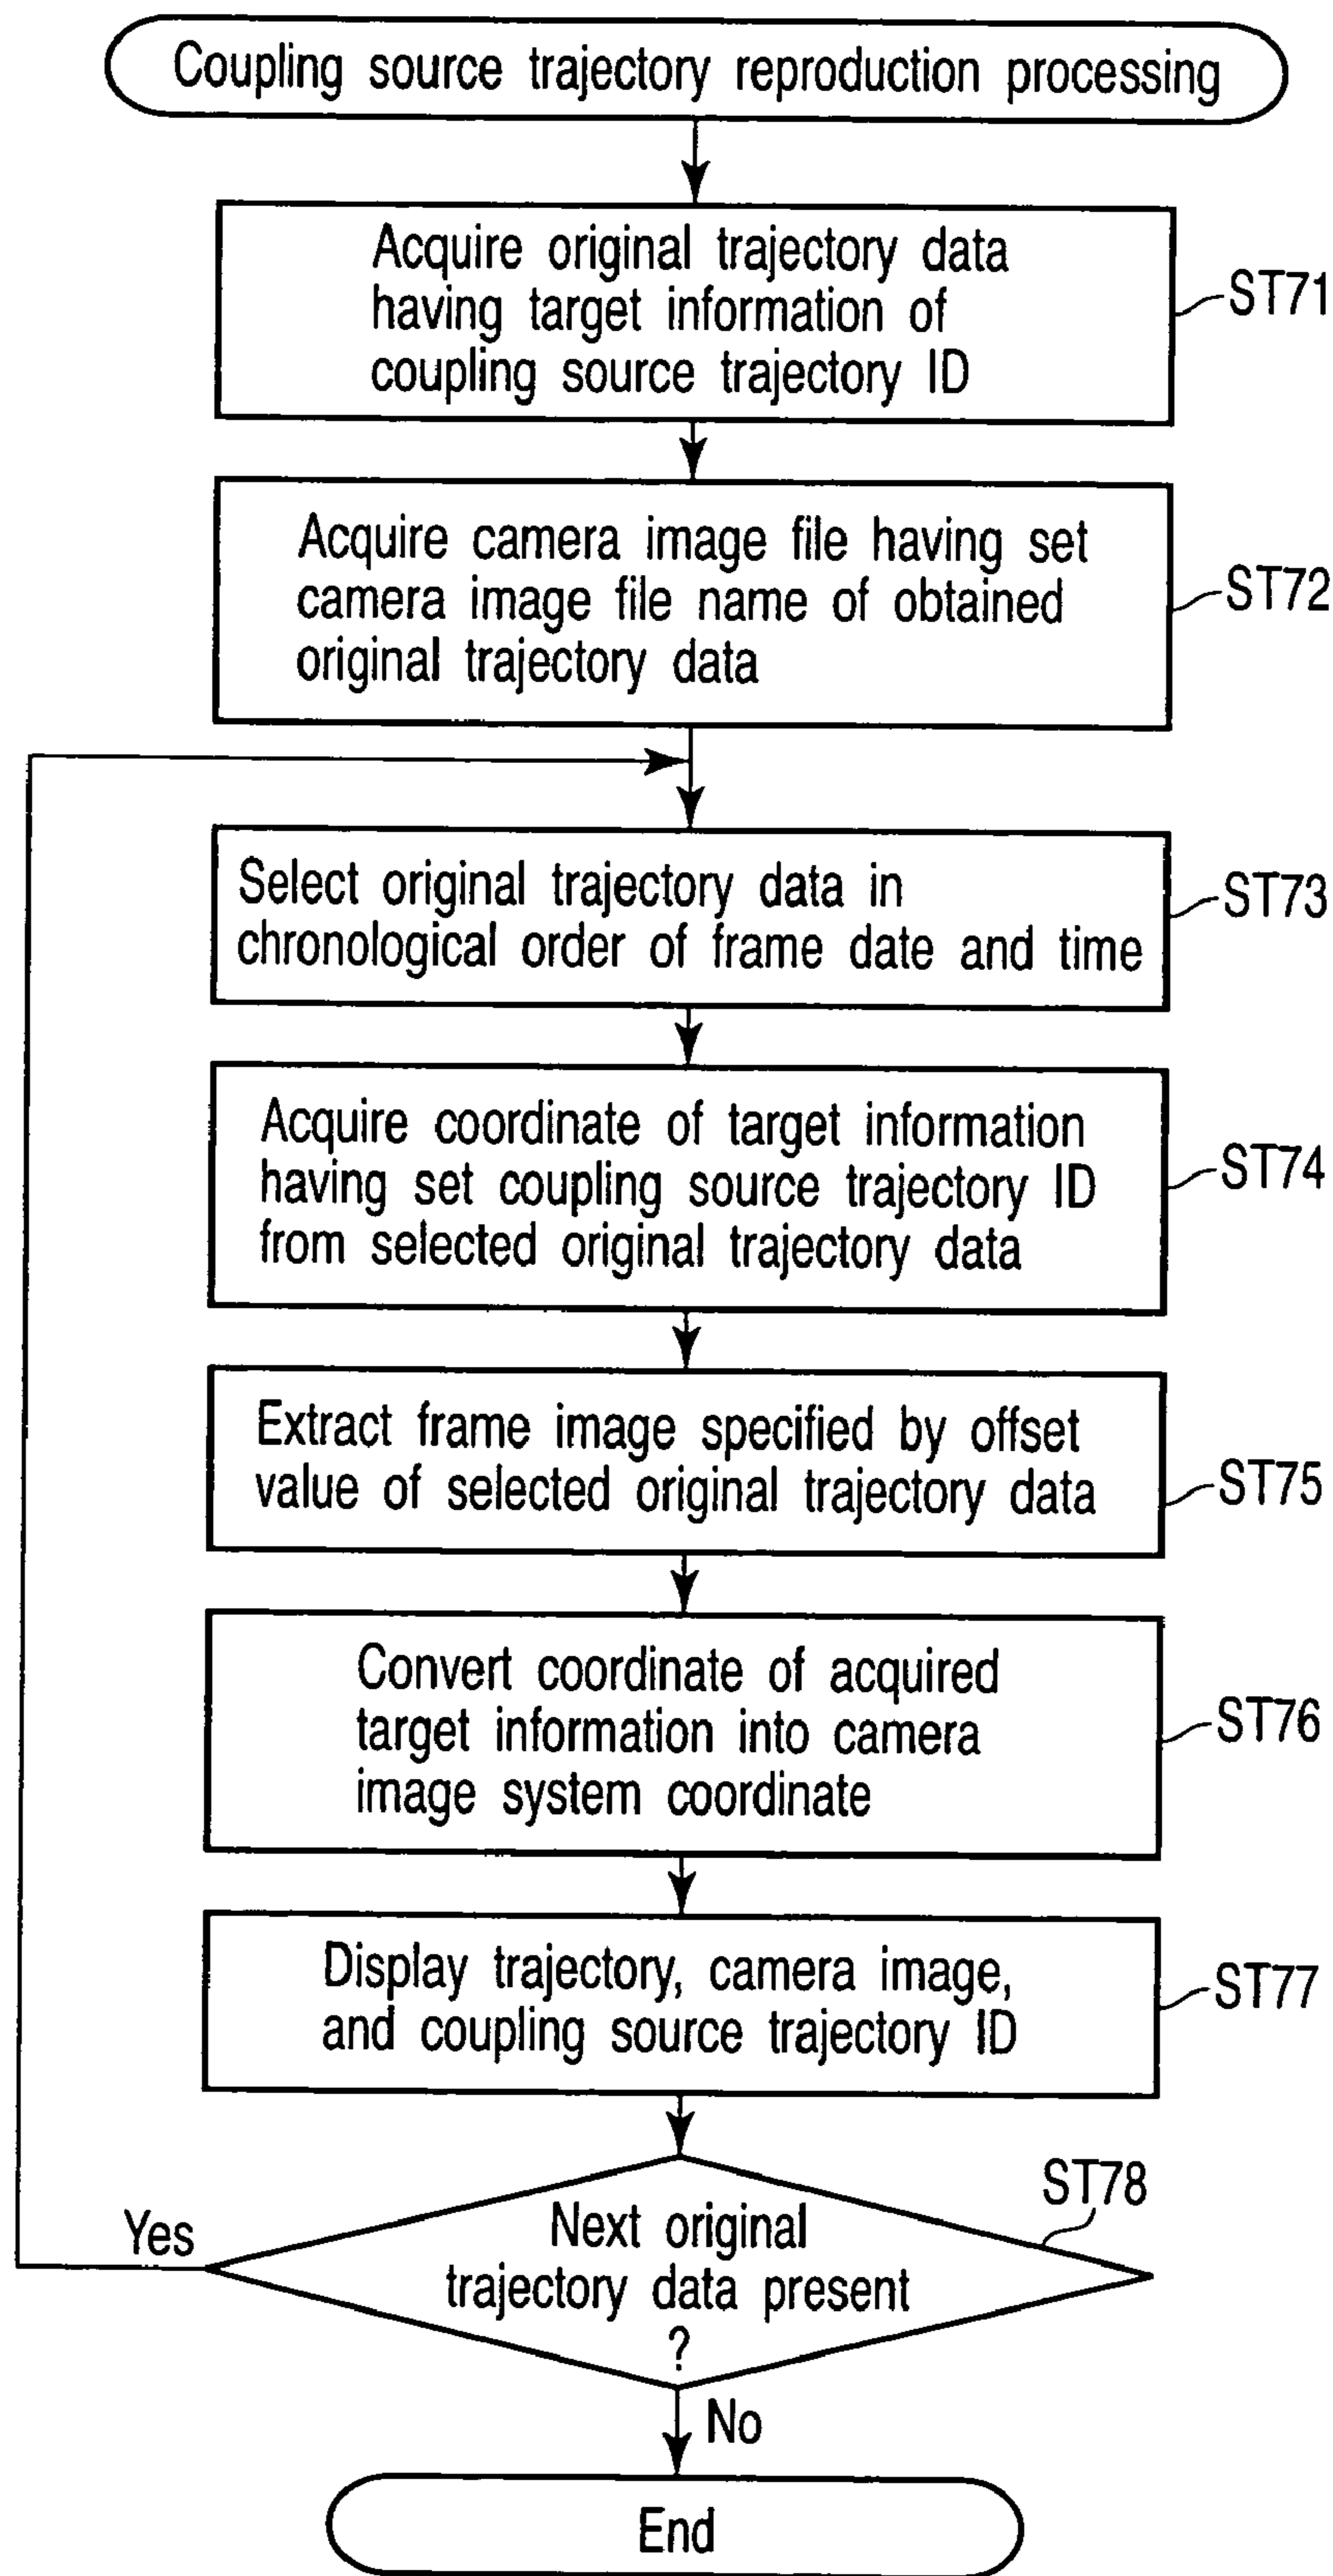 Coupling source trajectory reproduction processing
Acquire original trajectory data
having target information of
coupling source trajectory ID
ST71
Acquire camera image file having set
camera image file name of obtained
original trajectory data
ST72
Select original trajectory data in
chronological order of frame date and time
ST73
Acquire coordinate of target information
having set coupling source trajectory ID
from selected original trajectory data
ST74
Extract frame image specified by offset
value of selected original trajectory data
ST75
Convert coordinate of acquired
target information into camera
image system coordinate
ST76
Display trajectory, camera image,
and coupling source trajectory ID
ST77
ST78
Yes
Next original
trajectory data present
?
No
End